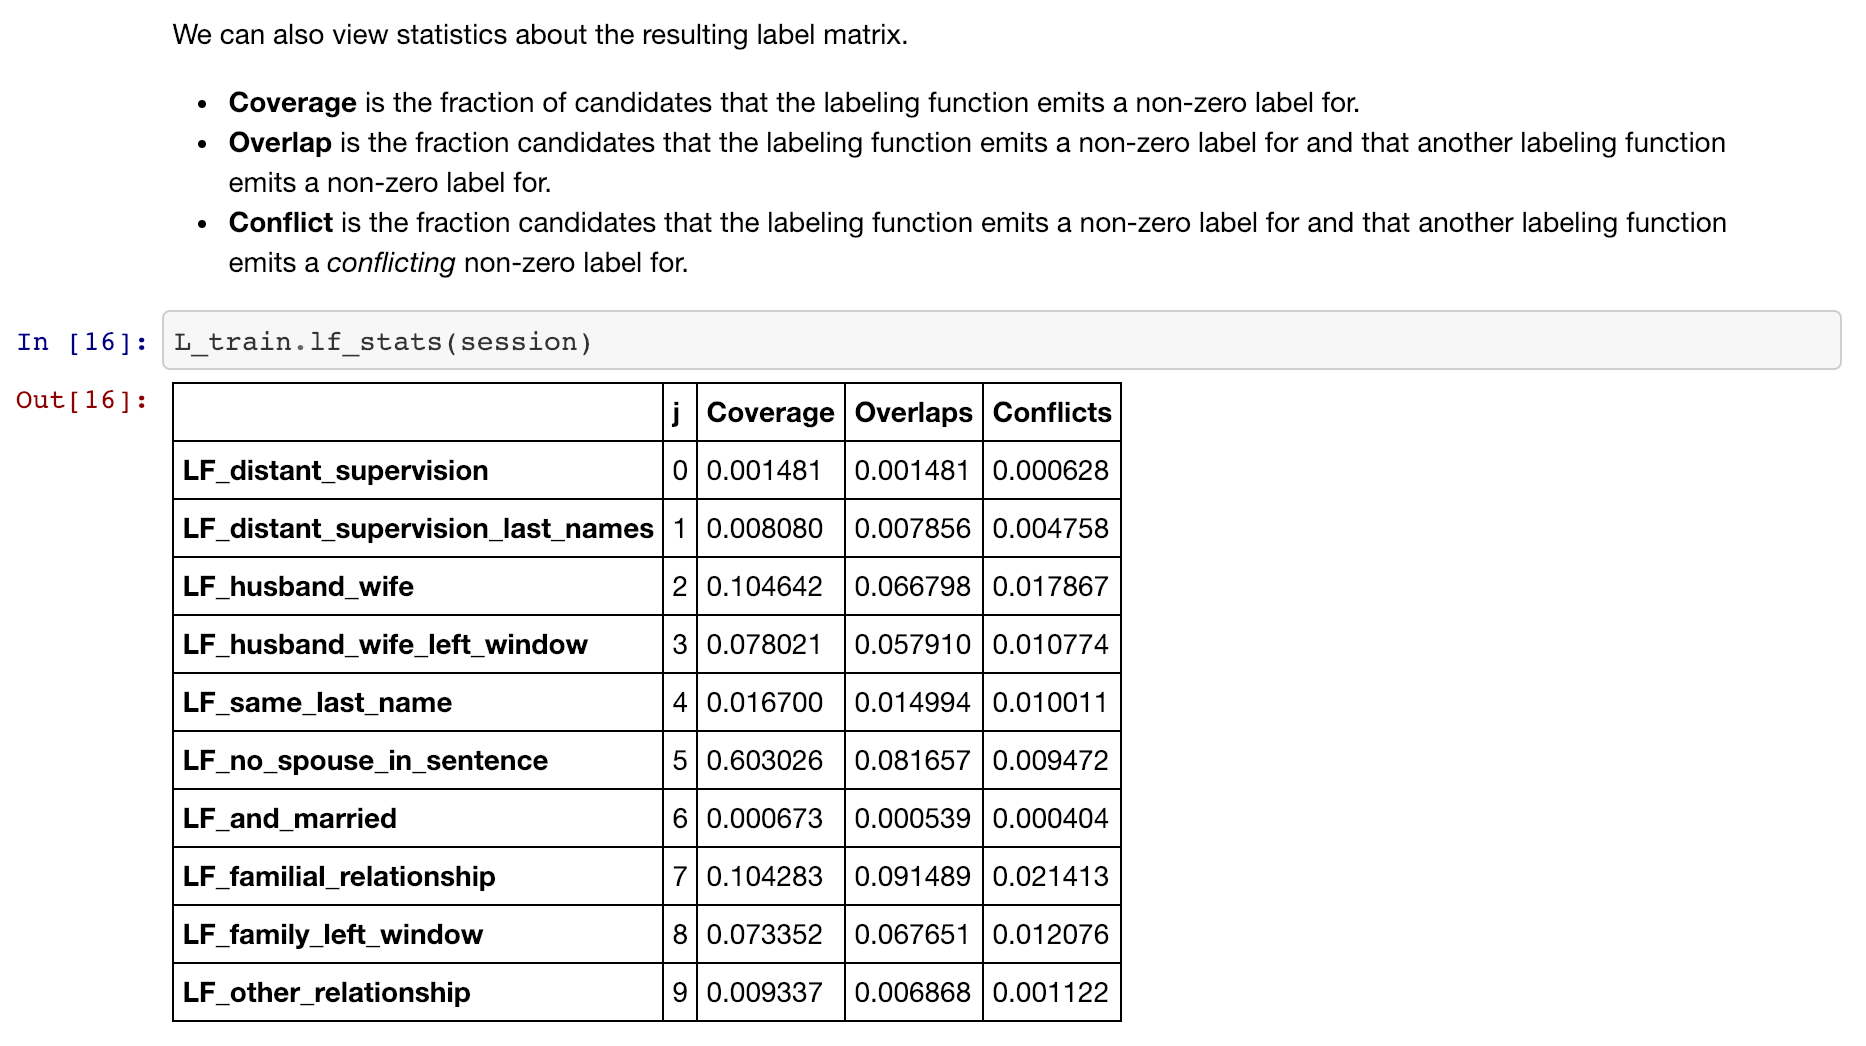 We can also view statistics about the resulting label matrix.
• Coverage is the fraction of candidates that the labeling function emits a non-zero label for.
• Overlap is the fraction candidates that the labeling function emits a non-zero label for and that another labeling function
emits a non-zero label for.
• Conflict is the fraction candidates that the labeling function emits a non-zero label for and that another labeling function
emits a conflicting non-zero label for.
In [16]: L_train.lf_stats(session)
Out[16]:
j Coverage Overlaps Conflicts
LF_distant_supervision 0 0.001481 0.001481 0.000628
LF_distant_supervision_last_names 1 0.008080 0.007856 0.004758
LF_husband_wife 2 0.104642 0.066798 0.017867
LF_husband_wife_left_window 3 0.078021 0.057910 0.010774
LF_same_last_name 4 0.016700 0.014994 0.010011
LF_no_spouse_in_sentence 5 0.603026 0.081657 0.009472
LF_and_married 6 0.000673 0.000539 0.000404
LF_familial_relationship 7 0.104283 0.091489 0.021413
LF_family_left_window 8 0.073352 0.067651 0.012076
LF_other_relationship 9 0.009337 0.006868 0.001122